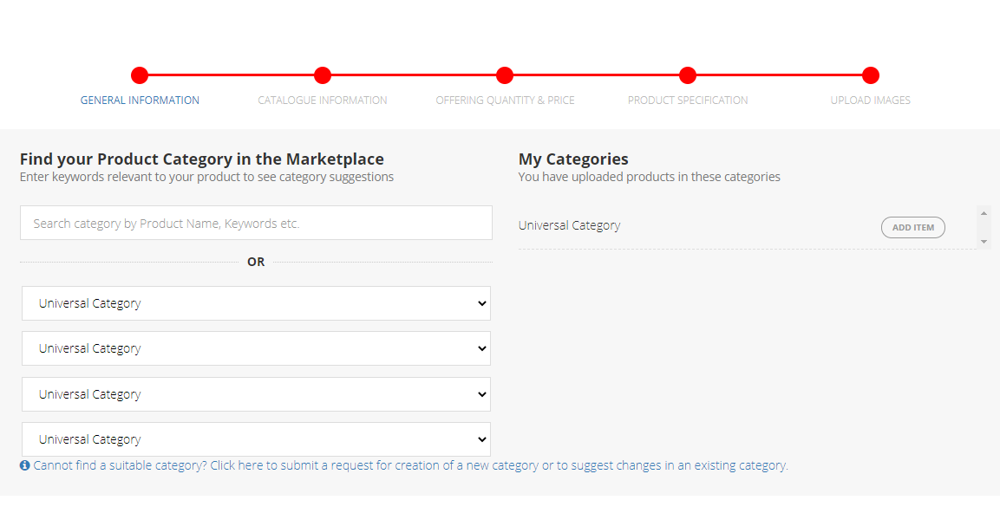 GENERAL INFORMATION
CATALOGUE INFORMATION
OFFERING QUANTITY & PRICE
PRODUCT SPECIFICATION
UPLOAD IMAGES
Find your Product Category in the Marketplace
Enter keywords relevant to your product to see category suggestions
Search category by Product Name, Keywords etc.
OR
Universal Category
Universal Category
Universal Category
Universal Category
Cannot find a suitable category? Click here to submit a request for creation of a new category or to suggest changes in an existing category.
My Categories
You have uploaded products in these categories
Universal Category
ADD ITEM